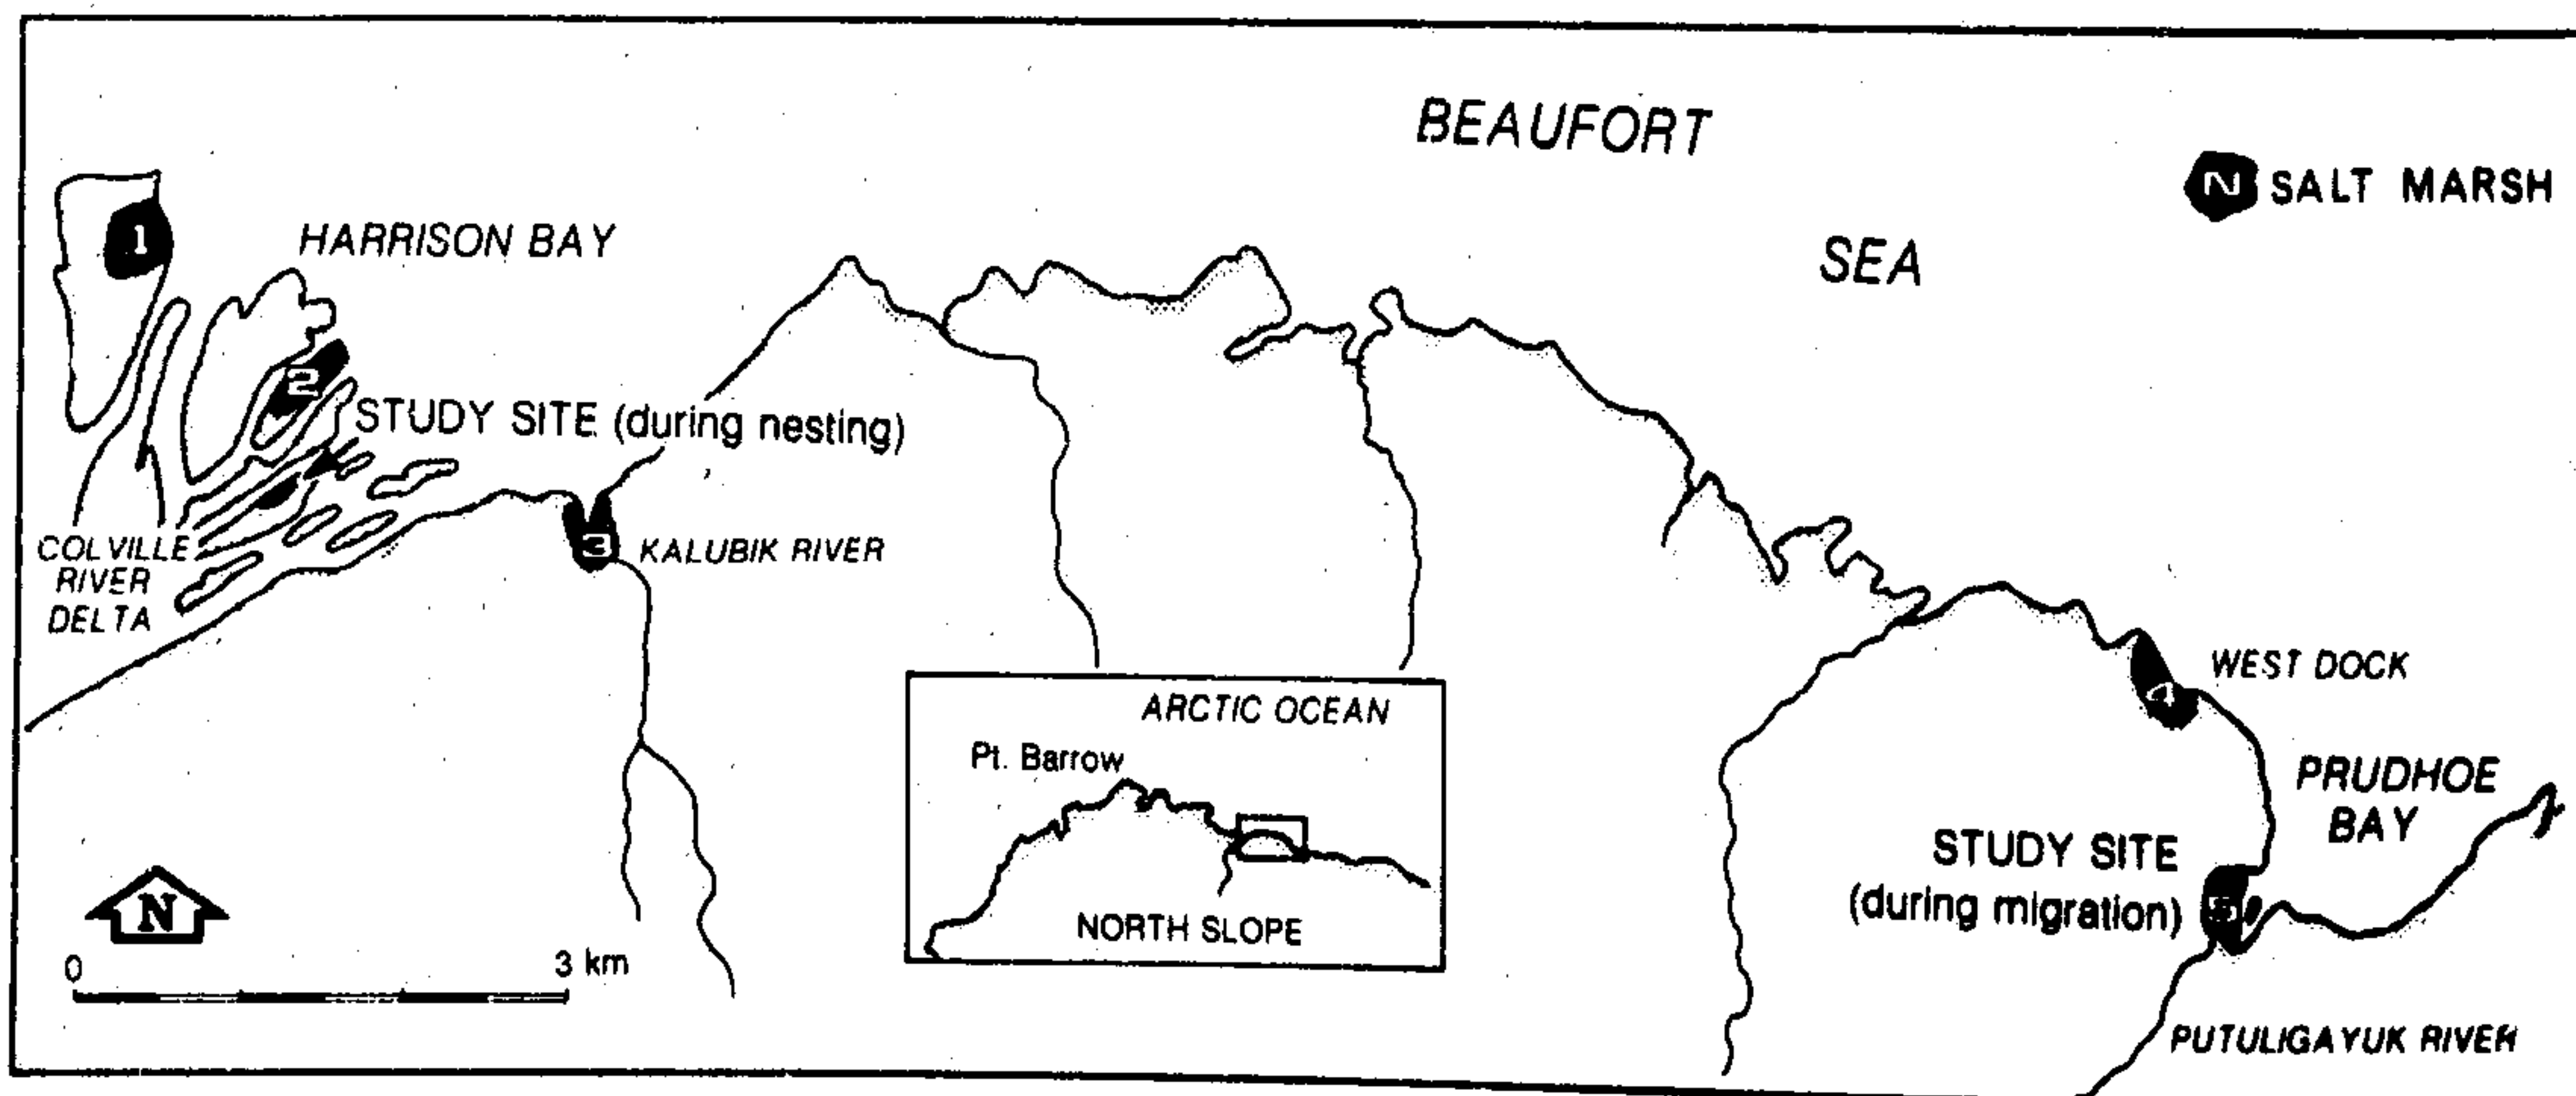 BEAUFORT
SEA
N SALT MARSH
1
HARRISON BAY
2
STUDY SITE (during nesting)
COLVILLE
RIVER
DELTA
3
KALUBIK RIVER
4
WEST DOCK
PRUDHOE
BAY
STUDY SITE
(during migration)
5
PUTULIGAYUK RIVER
ARCTIC OCEAN
Pt. Barrow
NORTH SLOPE
N
0 3 km